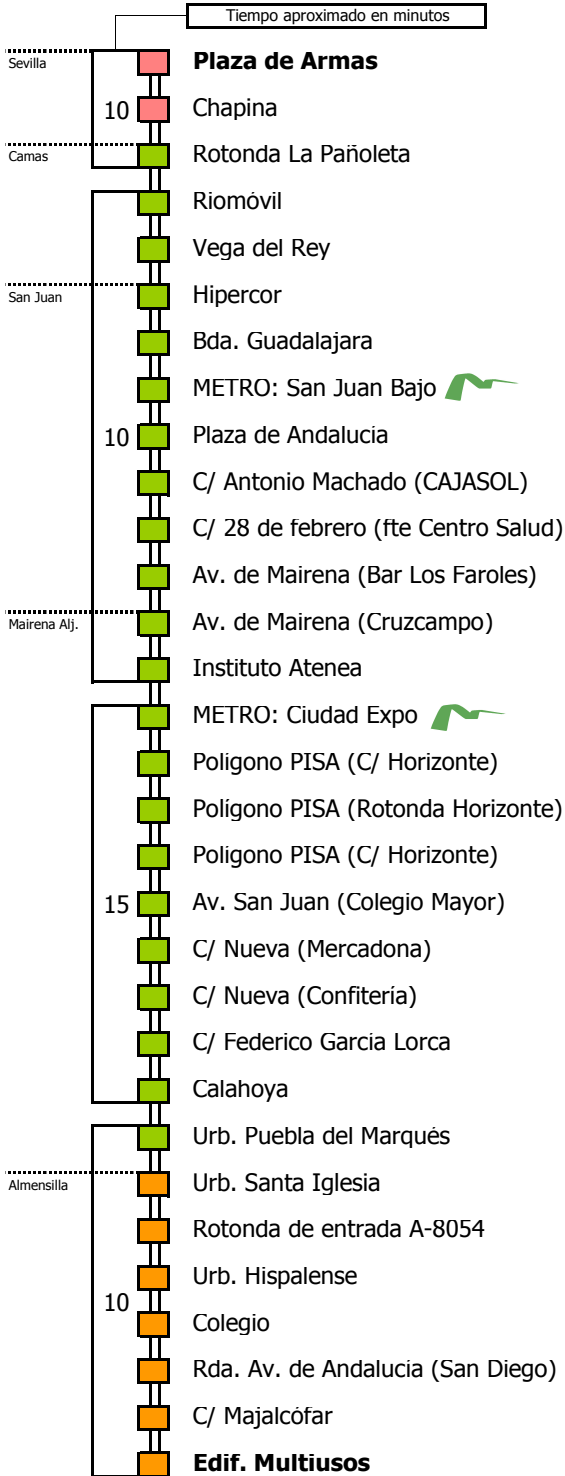 Tiempo aproximado en minutos
Sevilla
Plaza de Armas
10
Chapina
Camas
Rotonda La Pañoleta
Riomóvil
Vega del Rey
San Juan
Hipercor
Bda. Guadalajara
METRO: San Juan Bajo
10
Plaza de Andalucía
C/ Antonio Machado (CAJASOL)
C/ 28 de febrero (fte Centro Salud)
Av. de Mairena (Bar Los Faroles)
Mairena Alj.
Av. de Mairena (Cruzcampo)
Instituto Atenea
METRO: Ciudad Expo
Poligono PISA (C/ Horizonte)
Polígono PISA (Rotonda Horizonte)
Poligono PISA (C/ Horizonte)
15
Av. San Juan (Colegio Mayor)
C/ Nueva (Mercadona)
C/ Nueva (Confitería)
C/ Federico García Lorca
Calahoya
Urb. Puebla del Marqués
Almensilla
Urb. Santa Iglesia
Rotonda de entrada A-8054
Urb. Hispalense
10
Colegio
Rda. Av. de Andalucía (San Diego)
C/ Majalcófar
Edif. Multiusos